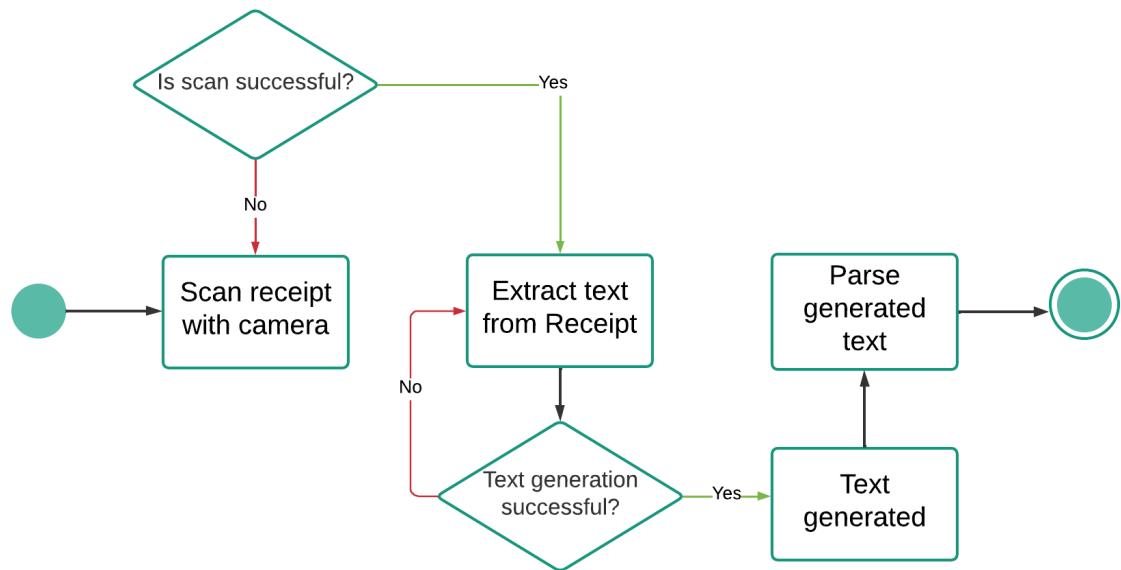 Is scan successful?
Yes
No
Scan receipt
with camera
Extract text
from Receipt
Parse
generated
text
No
Text generation
successful?
Yes
Text
generated